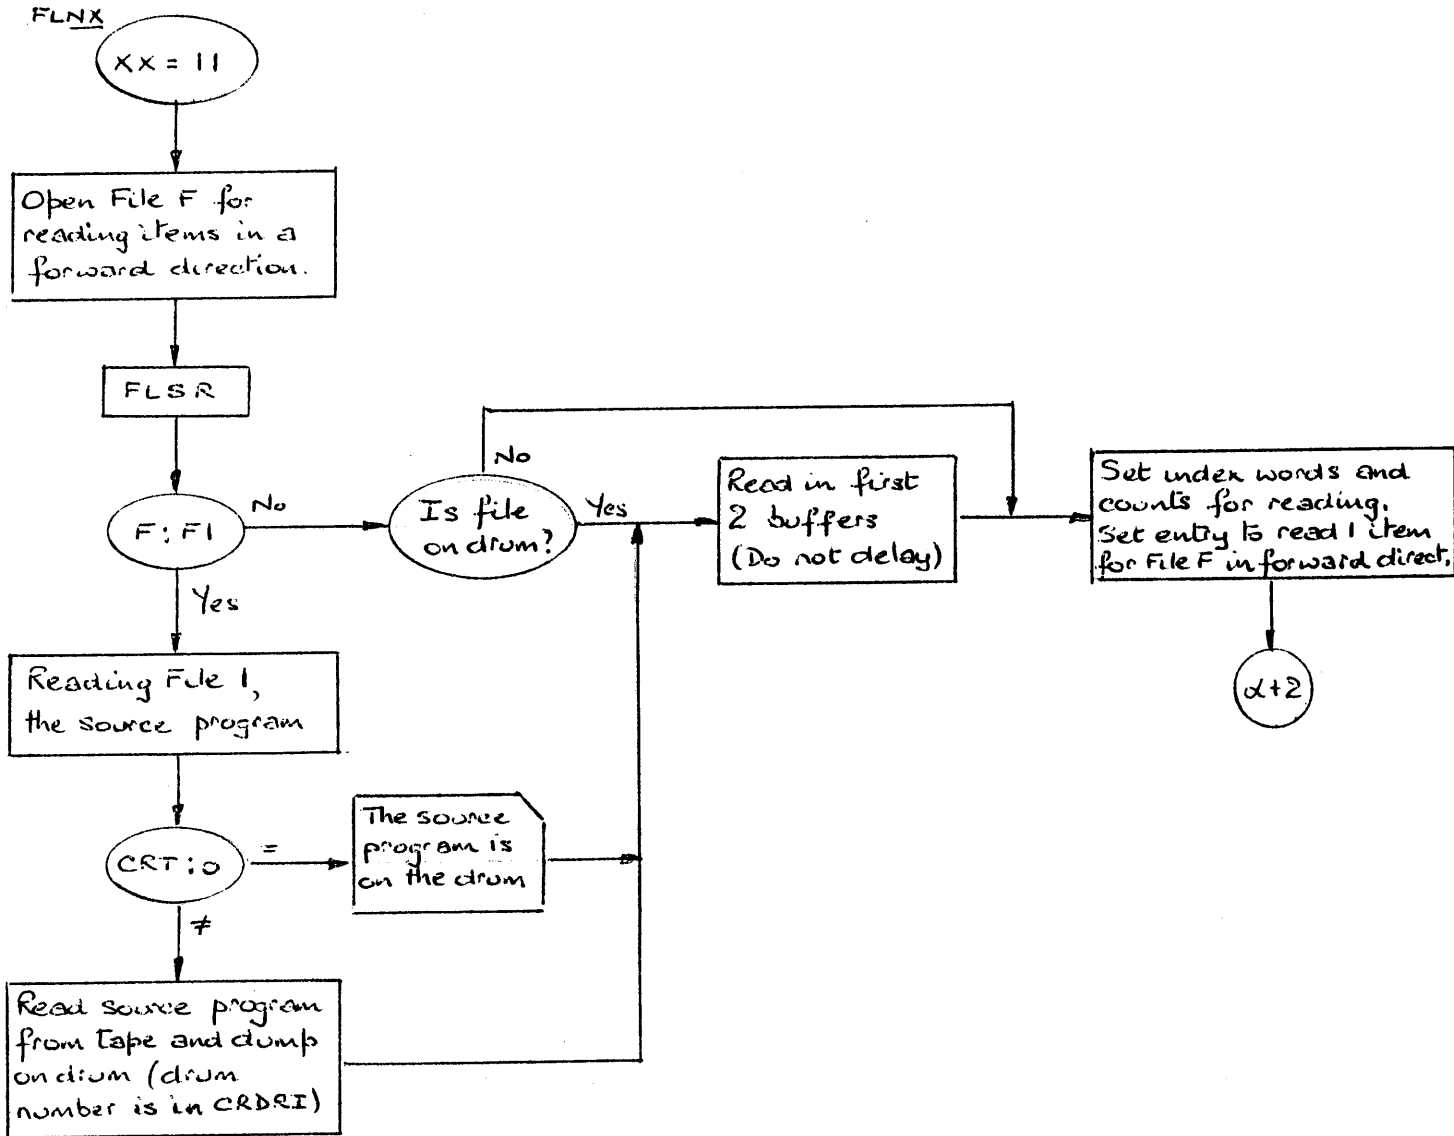 FLNX
XX = 11
Open File F for
reading items in a
forward direction.
FLSR
F : F1
No
Yes
Is file
on drum?
No
Yes
Read in first
2 buffers
(Do not delay)
Set index words and
counts for reading.
Set entry to read 1 item
for File F in forward direct.
α+2
Reading File 1,
the source program
CRT : 0
=
≠
The source
program is
on the drum
Read source program
from tape and dump
on drum (drum
number is in CRDRI)